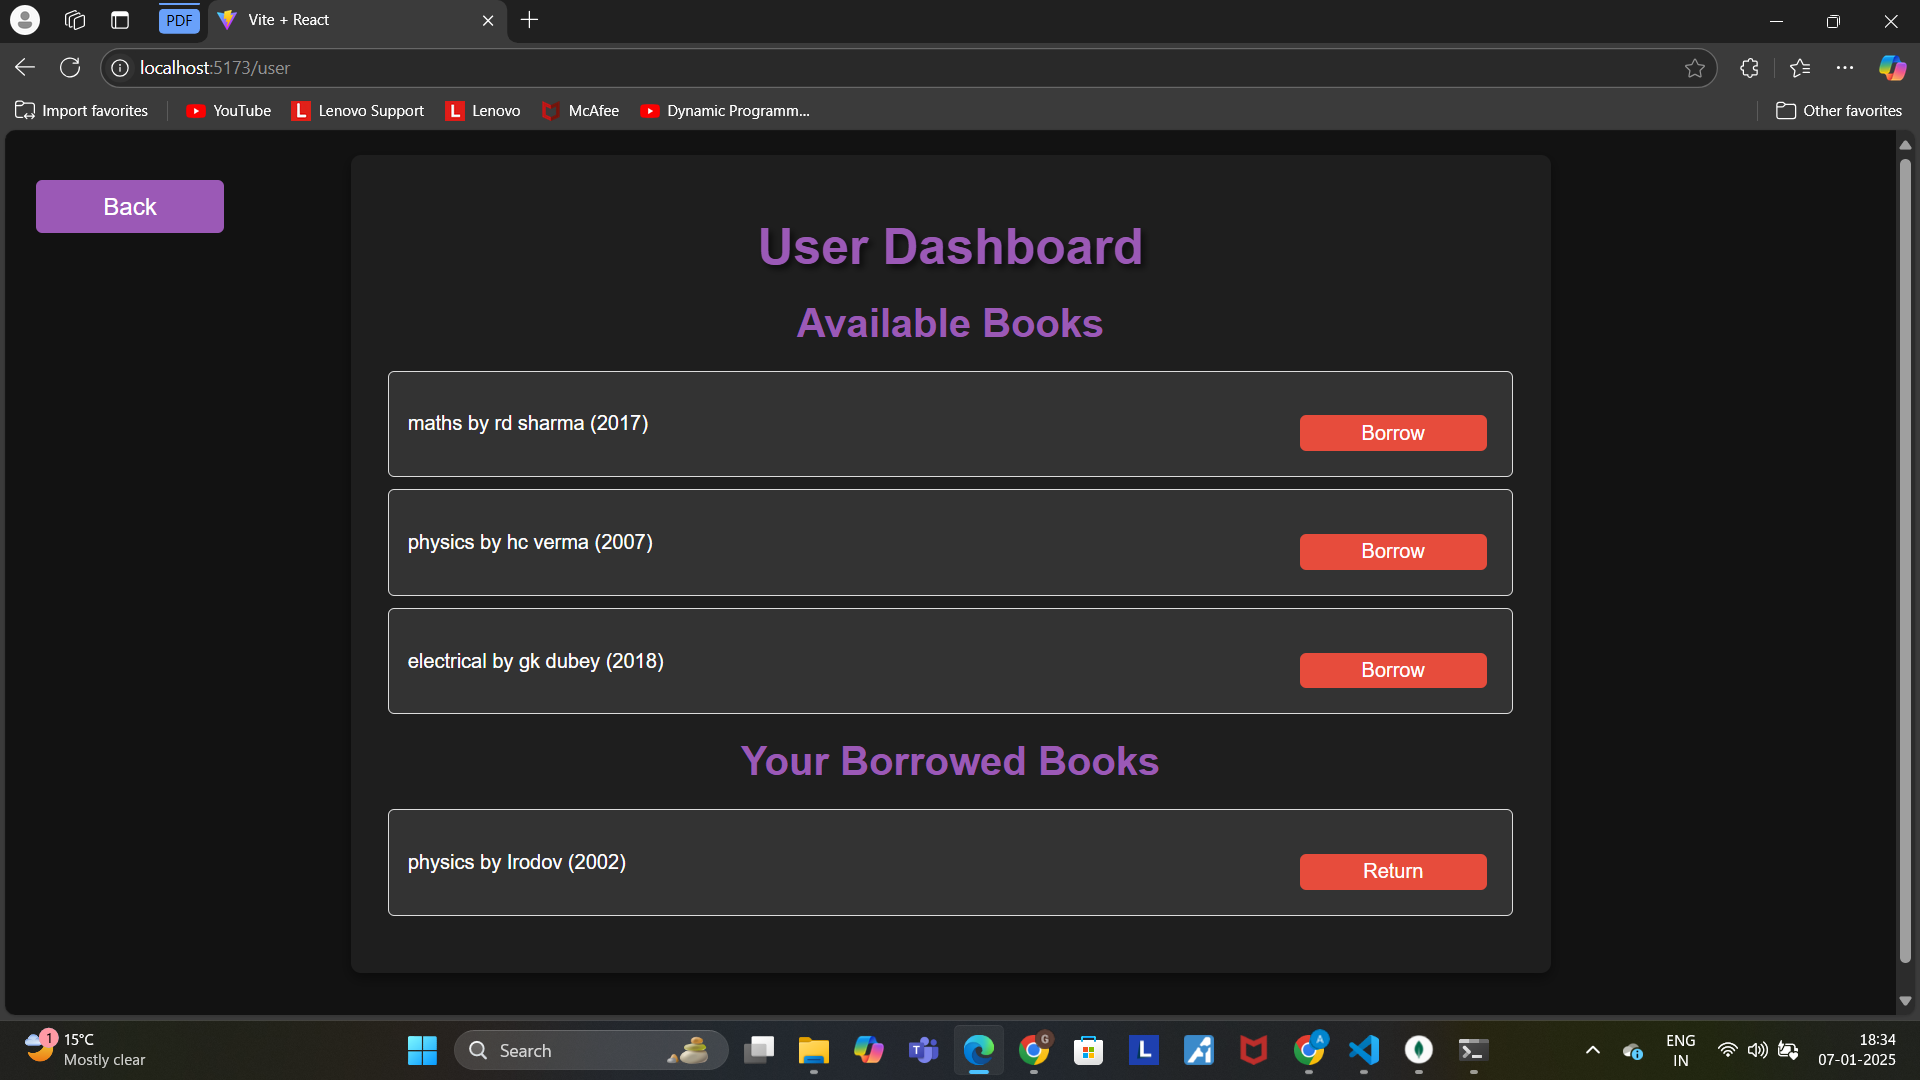 PDF
Vite + React
localhost:5173/user
Import favorites
YouTube
L Lenovo Support
L Lenovo
McAfee
Dynamic Programm...
Other favorites
Back
User Dashboard
Available Books
maths by rd sharma (2017)
Borrow
physics by hc verma (2007)
Borrow
electrical by gk dubey (2018)
Borrow
Your Borrowed Books
physics by Irodov (2002)
Return
1
15°C
Mostly clear
Search
T
G
L
A
ENG
IN
18:34
07-01-2025